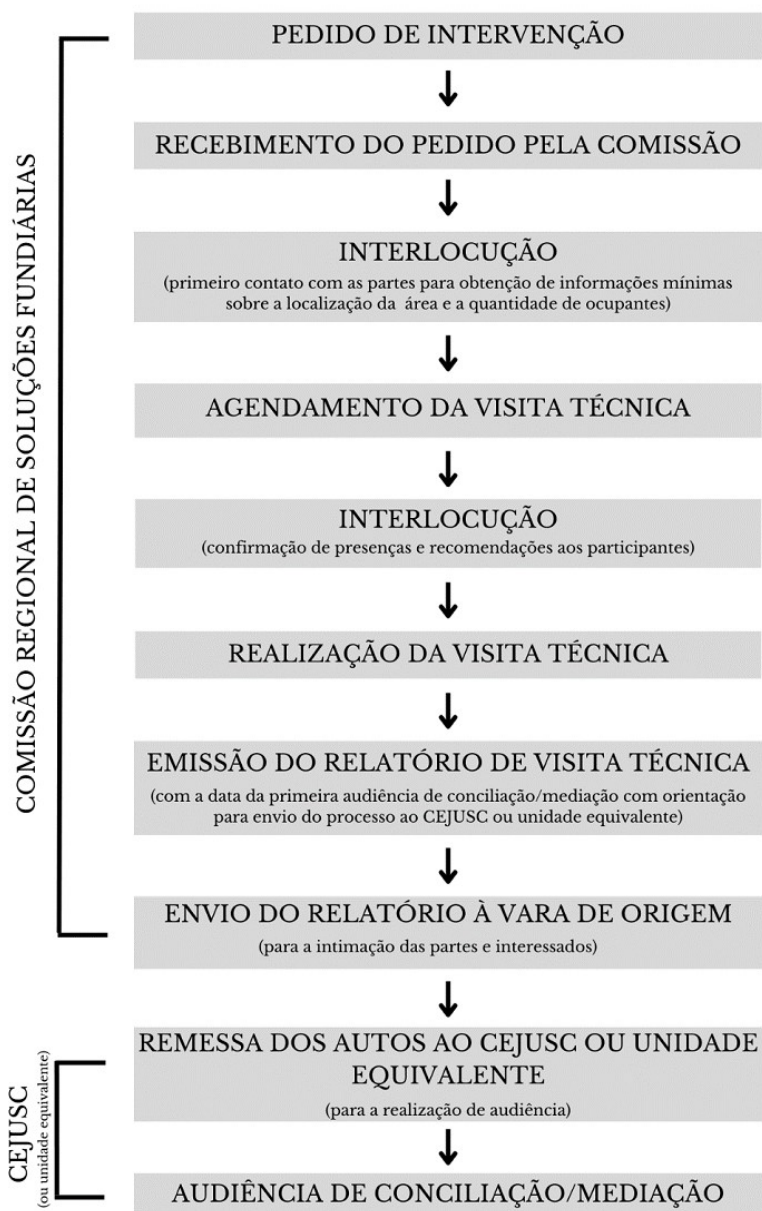 COMISSÃO REGIONAL DE SOLUÇÕES FUNDIÁRIAS
PEDIDO DE INTERVENÇÃO
RECEBIMENTO DO PEDIDO PELA COMISSÃO
INTERLOCUÇÃO
(primeiro contato com as partes para obtenção de informações mínimas
sobre a localização da área e a quantidade de ocupantes)
AGENDAMENTO DA VISITA TÉCNICA
INTERLOCUÇÃO
(confirmação de presenças e recomendações aos participantes)
REALIZAÇÃO DA VISITA TÉCNICA
EMISSÃO DO RELATÓRIO DE VISITA TÉCNICA
(com a data da primeira audiência de conciliação/mediação com orientação
para envio do processo ao CEJUSC ou unidade equivalente)
ENVIO DO RELATÓRIO À VARA DE ORIGEM
(para a intimação das partes e interessados)
CEJUSC
(ou unidade equivalente)
REMESSA DOS AUTOS AO CEJUSC OU UNIDADE
EQUIVALENTE
(para a realização de audiência)
AUDIÊNCIA DE CONCILIAÇÃO/MEDIAÇÃO